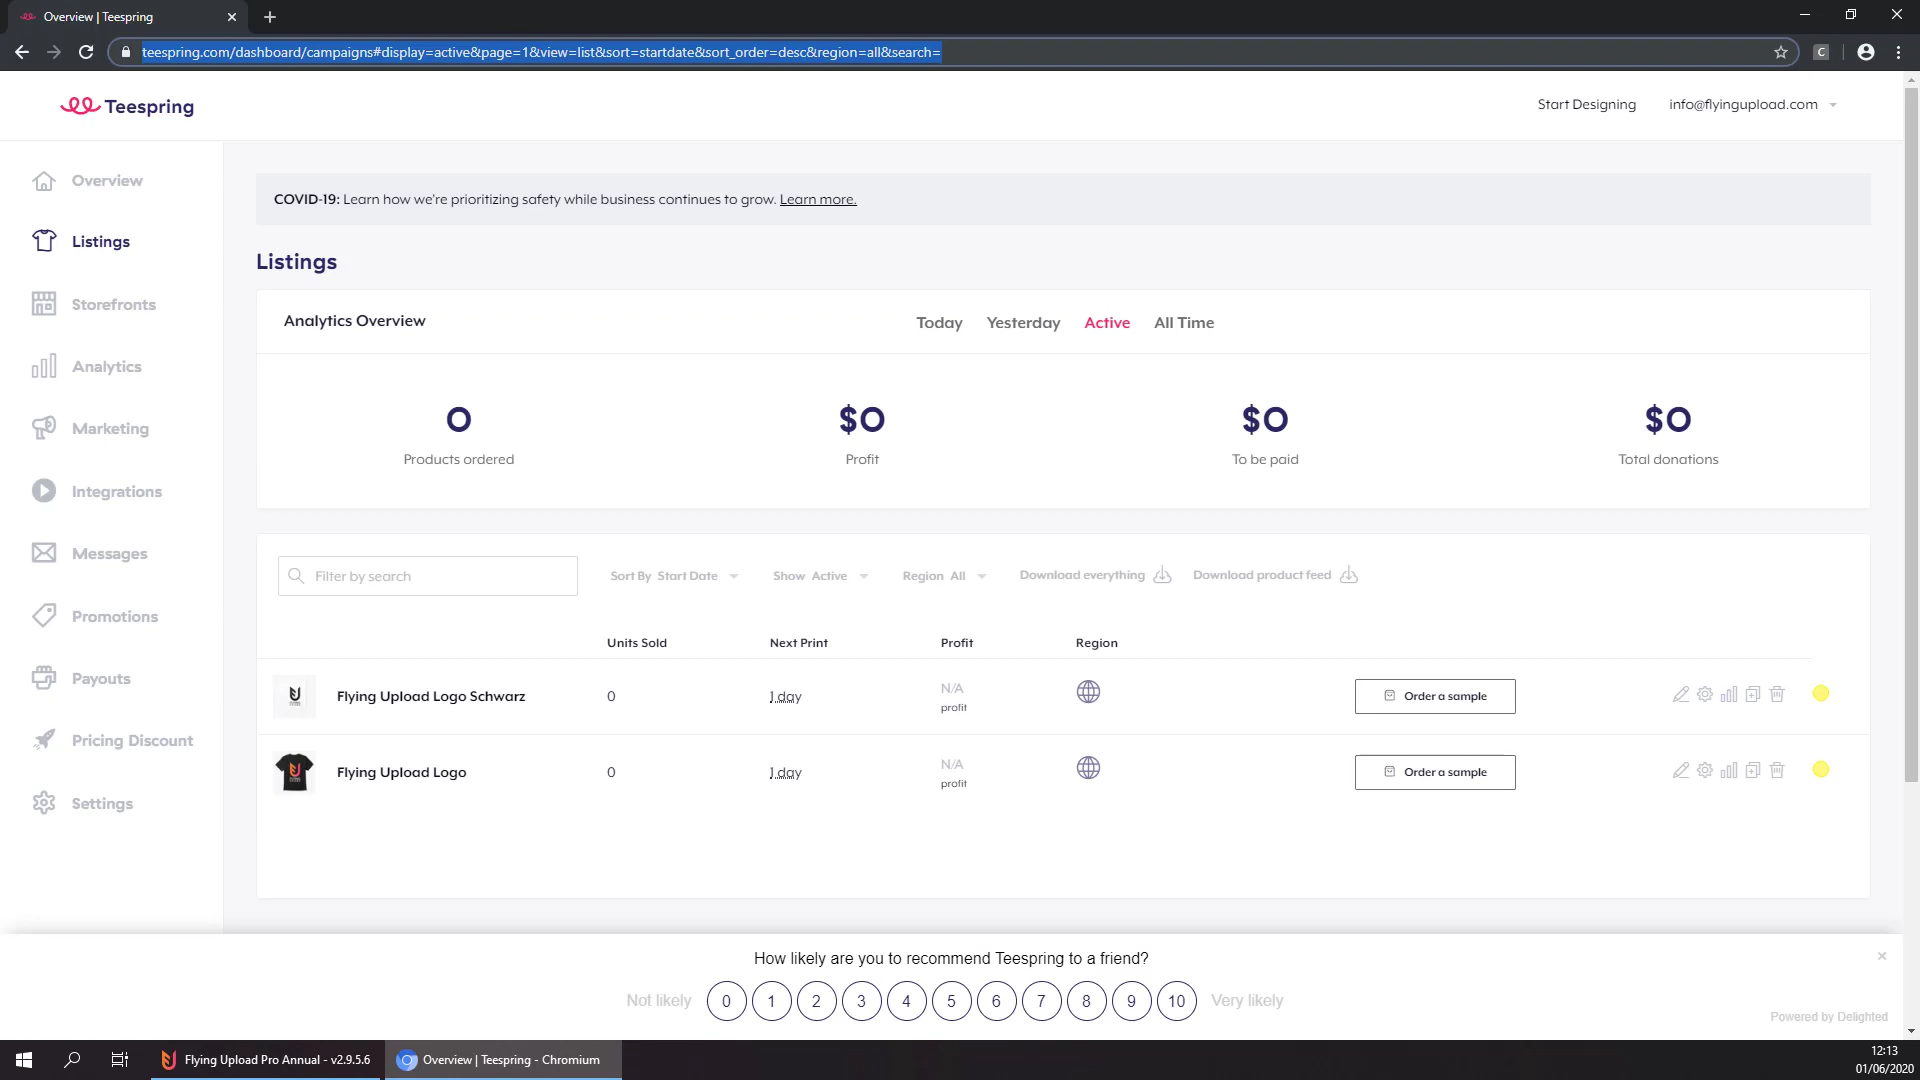 Overview | Teespring
teespring.com/dashboard/campaigns#display=active&page=1&view=list&sort=startdate&sort_order=desc&region=all&search=
C
Teespring
Start Designing
info@flyingupload.com
Overview
Listings
Storefronts
Analytics
Marketing
Integrations
Messages
Promotions
Payouts
Pricing Discount
Settings
COVID-19: Learn how we're prioritizing safety while business continues to grow. Learn more.
Listings
Analytics Overview
Today Yesterday Active All Time
0 $0 $0 $0
Products ordered Profit To be paid Total donations
Filter by search Sort By Start Date Show Active Region All Download everything Download product feed
Units Sold Next Print Profit Region
Flying Upload Logo Schwarz 0 1 day N/A profit Order a sample
Flying Upload Logo 0 1 day N/A profit Order a sample
How likely are you to recommend Teespring to a friend?
Not likely 0 1 2 3 4 5 6 7 8 9 10 Very likely
Powered by Delighted
Flying Upload Pro Annual - v2.9.5.6
Overview | Teespring - Chromium
12:13
01/06/2020